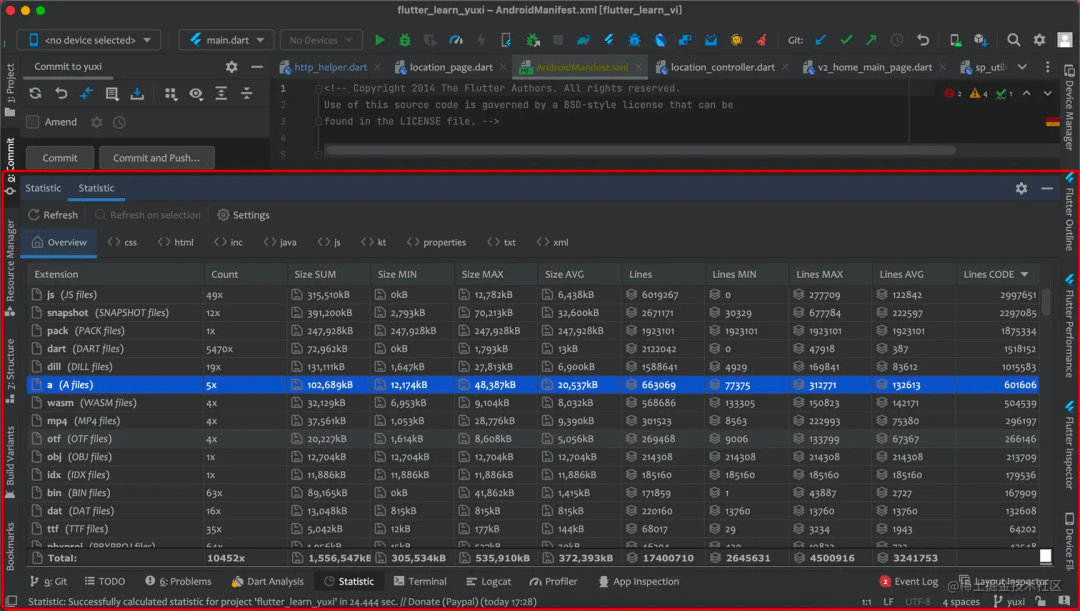 flutter_learn_yuxi – AndroidManifest.xml [flutter_learn_vi]
<no device selected> main.dart No Devices Git:
Commit to yuxi
http_helper.dart location_page.dart AndroidManifest.xml location_controller.dart v2_home_main_page.dart sp_util
Amend
Commit Commit and Push...
1 <!-- Copyright 2014 The Flutter Authors. All rights reserved.
2 Use of this source code is governed by a BSD-style license that can be
3 found in the LICENSE file. -->
4
5
2 4 1
1: Project
0: Commit
Resource Manager
7: Structure
Build Variants
Bookmarks
Device Manager
Flutter Outline
Flutter Performance
Flutter Inspector
Device Fil
Statistic Statistic
Refresh Refresh on selection Settings
Overview css html inc java js kt properties txt xml
Extension Count Size SUM Size MIN Size MAX Size AVG Lines Lines MIN Lines MAX Lines AVG Lines CODE
js (JS files) 49x 315,510kB 0kB 12,782kB 6,438kB 6019267 0 277709 122842 2997651
snapshot (SNAPSHOT files) 12x 391,200kB 2,793kB 70,213kB 32,600kB 2671171 30329 677784 222597 2297085
pack (PACK files) 1x 247,928kB 247,928kB 247,928kB 247,928kB 1923101 1923101 1923101 1923101 1875334
dart (DART files) 5470x 72,962kB 0kB 1,793kB 13kB 2122042 0 47918 387 1518152
dill (DILL files) 19x 131,111kB 1,647kB 27,813kB 6,900kB 1588641 4929 169841 83612 1015583
a (A files) 5x 102,689kB 12,174kB 48,387kB 20,537kB 663069 77375 312771 132613 601606
wasm (WASM files) 4x 32,129kB 6,953kB 9,104kB 8,032kB 568686 133305 150823 142171 504539
mp4 (MP4 files) 4x 37,561kB 1,053kB 28,776kB 9,390kB 301523 8563 222993 75380 296197
otf (OTF files) 4x 20,227kB 1,614kB 8,608kB 5,056kB 269468 9006 133799 67367 266146
obj (OBJ files) 1x 12,704kB 12,704kB 12,704kB 12,704kB 214308 214308 214308 214308 213709
idx (IDX files) 1x 11,886kB 11,886kB 11,886kB 11,886kB 185160 185160 185160 185160 179536
bin (BIN files) 63x 89,165kB 0kB 41,862kB 1,415kB 171859 1 43887 2727 167909
dat (DAT files) 16x 13,048kB 815kB 815kB 815kB 220160 13760 13760 13760 132608
ttf (TTF files) 35x 5,042kB 12kB 177kB 144kB 68017 29 3234 1943 64202
Total: 10452x 1,556,547kB 305,534kB 535,910kB 372,393kB 17400710 2645631 4500916 3241753
9: Git TODO 6: Problems Dart Analysis Statistic Terminal Logcat Profiler App Inspection Event Log Layout Inspector
Statistic: Successfully calculated statistic for project 'flutter_learn_yuxi' in 24.444 sec. // Donate (Paypal) (today 17:28) 1:1 LF UTF-8 4 spaces yuxi
@稀土掘金技术社区